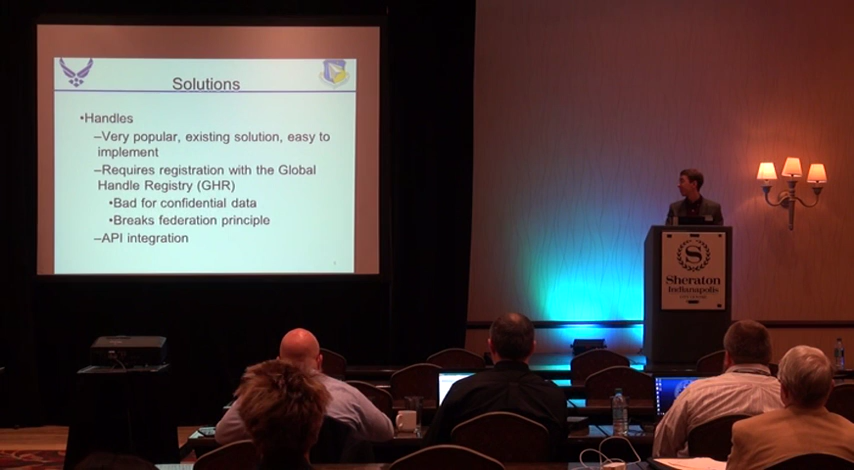 Solutions
•Handles
–Very popular, existing solution, easy to
implement
–Requires registration with the Global
Handle Registry (GHR)
•Bad for confidential data
•Breaks federation principle
–API integration
S
Sheraton
Indianapolis